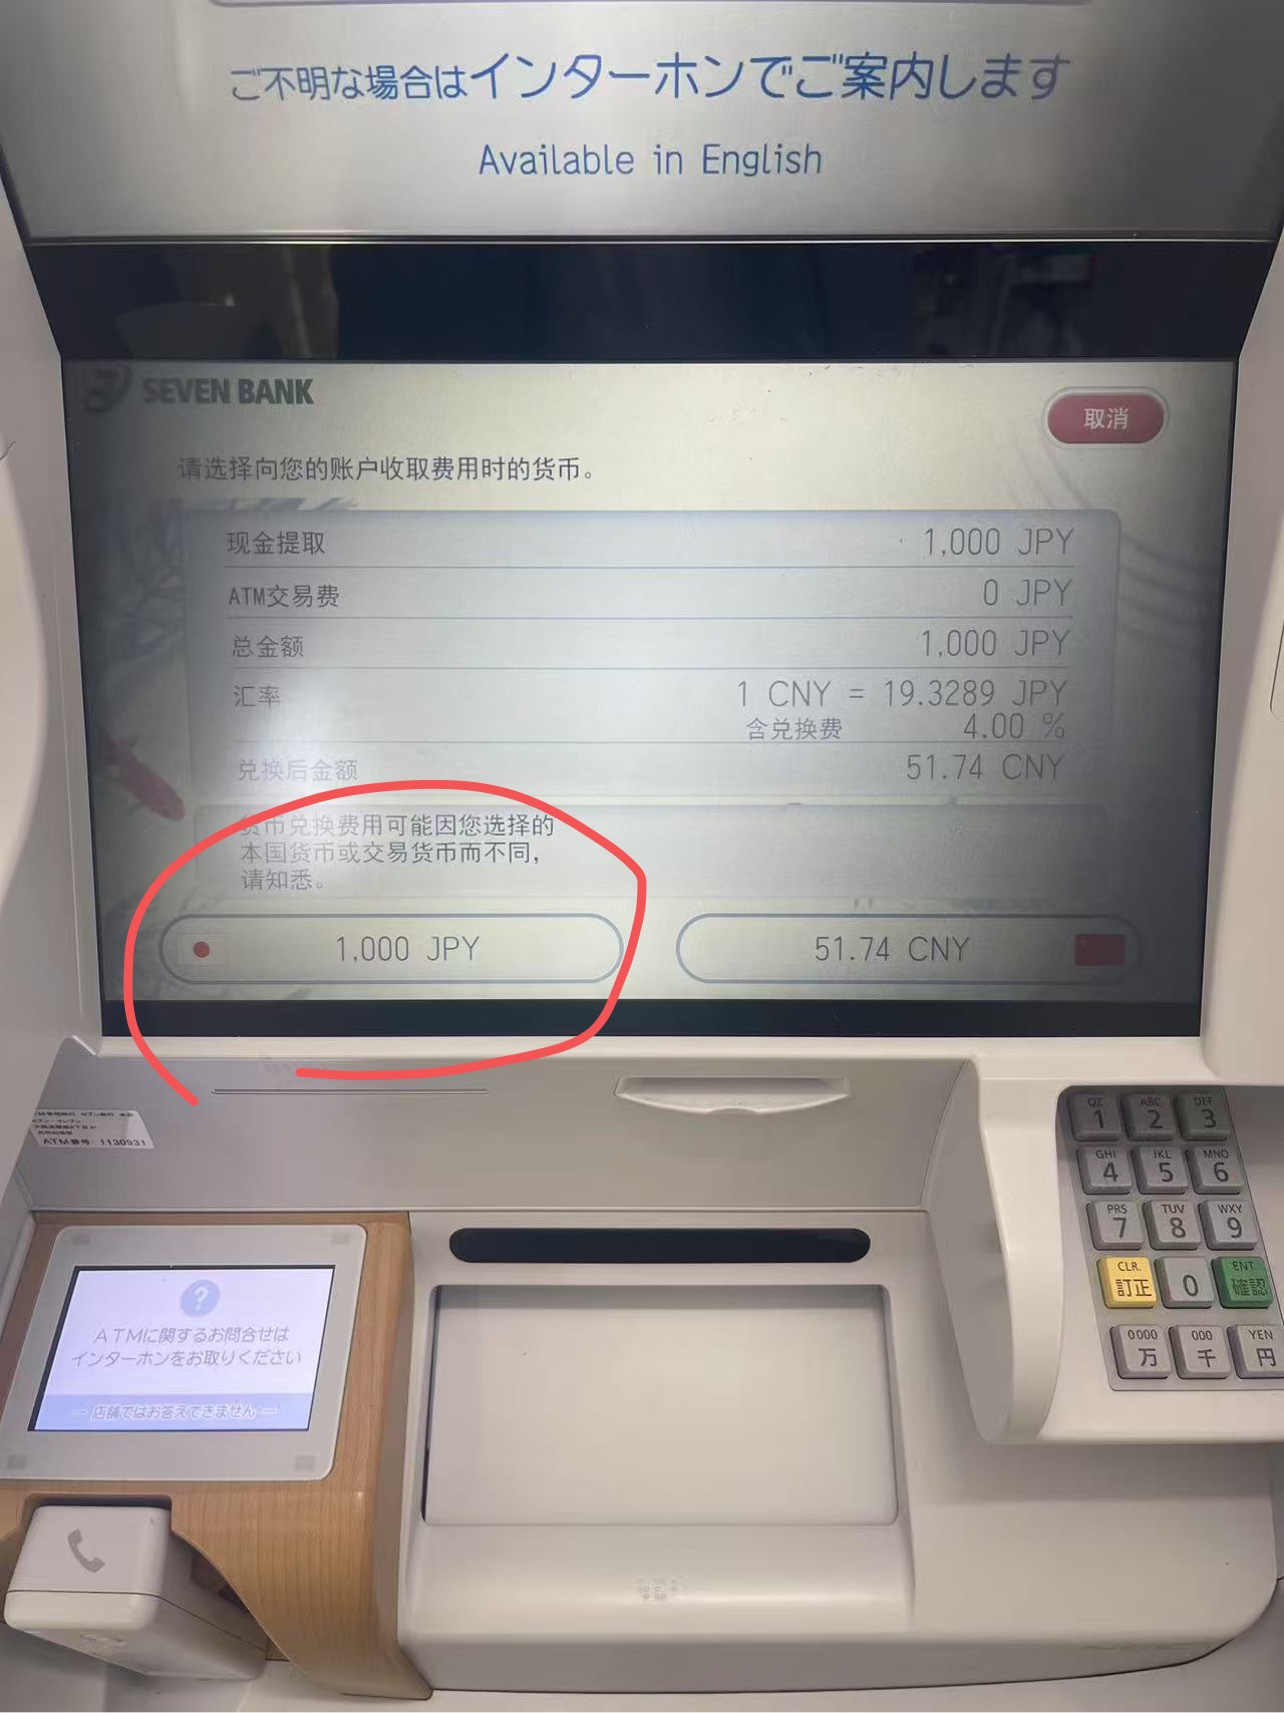 ご不明な場合はインターホンでご案内します
Available in English
SEVEN BANK
取消
请选择向您的账户收取费用时的货币。
现金提取 1,000 JPY
ATM交易费 0 JPY
总金额 1,000 JPY
汇率 1 CNY = 19.3289 JPY
含兑换费 4.00 %
兑换后金额 51.74 CNY
货币兑换费用可能因您选择的
本国货币或交易货币而不同,
请知悉。
1,000 JPY
51.74 CNY
ATM番号: 1130931
QZ ABC DEF
1 2 3
GHI JKL MNO
4 5 6
PRS TUV WXY
7 8 9
CLR. ENT.
訂正 0 確認
0000 000 YEN
万 千 円
?
ATMに関するお問合せは
インターホンをお取りください
店舗ではお答えできません